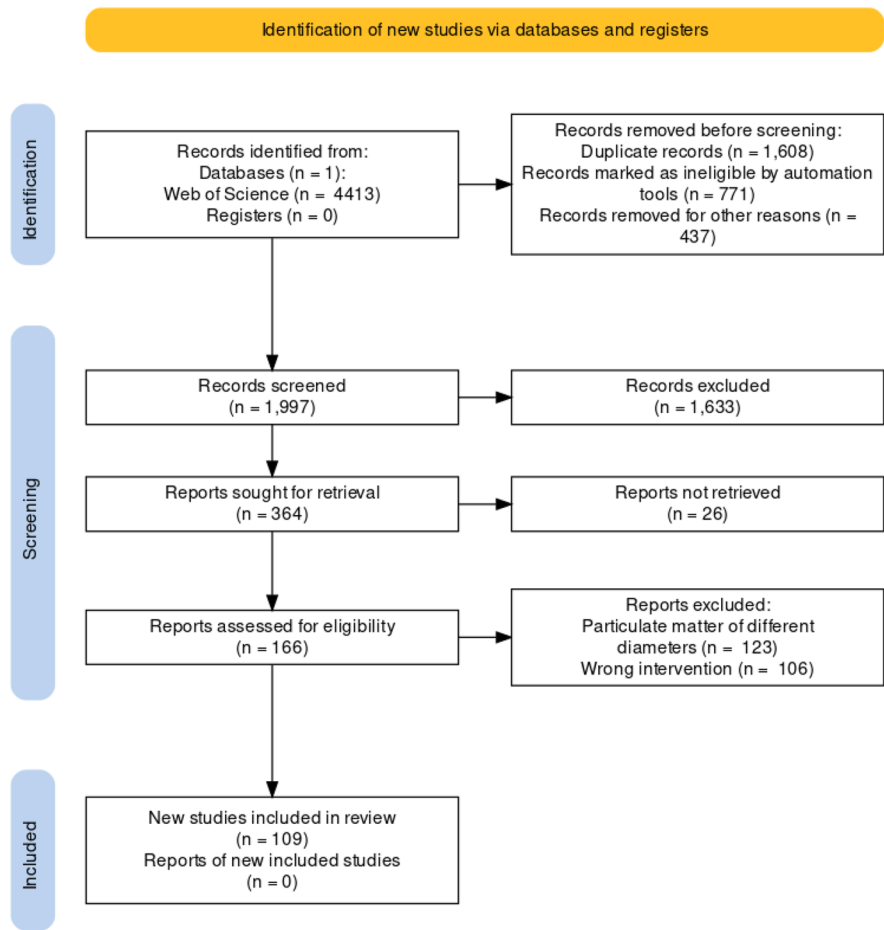 Identification of new studies via databases and registers
Identification
Records identified from:
Databases (n = 1):
Web of Science (n = 4413)
Registers (n = 0)
Records removed before screening:
Duplicate records (n = 1,608)
Records marked as ineligible by automation
tools (n = 771)
Records removed for other reasons (n =
437)
Screening
Records screened
(n = 1,997)
Records excluded
(n = 1,633)
Reports sought for retrieval
(n = 364)
Reports not retrieved
(n = 26)
Reports assessed for eligibility
(n = 166)
Reports excluded:
Particulate matter of different
diameters (n = 123)
Wrong intervention (n = 106)
Included
New studies included in review
(n = 109)
Reports of new included studies
(n = 0)